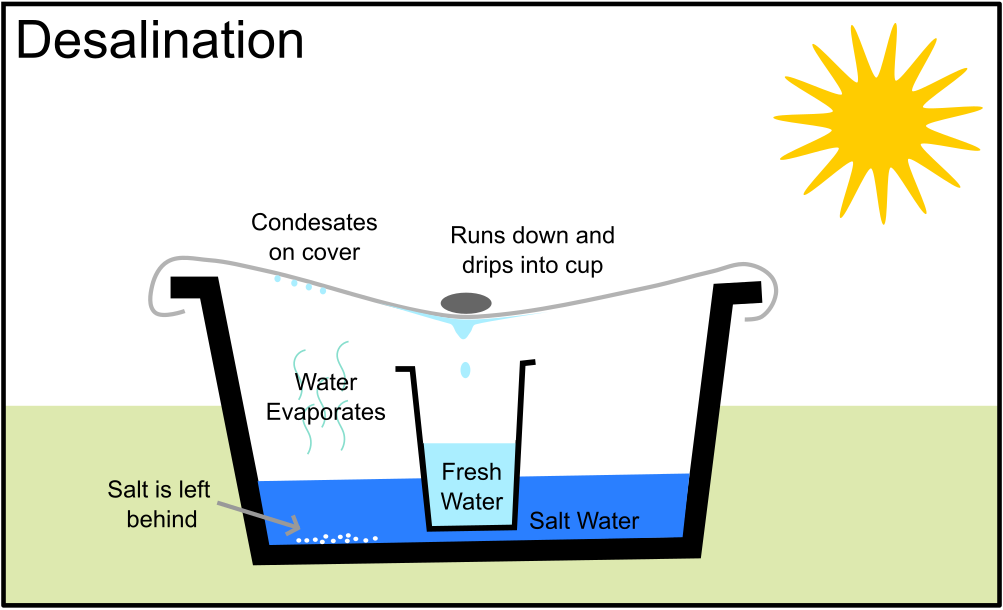 Desalination
Condesates
on cover
Runs down and
drips into cup
Water
Evaporates
Fresh
Water
Salt is left
behind
Salt Water